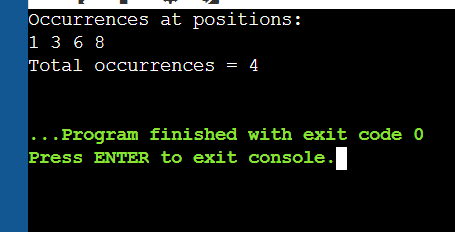 Occurrences at positions:
1 3 6 8
Total occurrences = 4
...Program finished with exit code 0
Press ENTER to exit console.